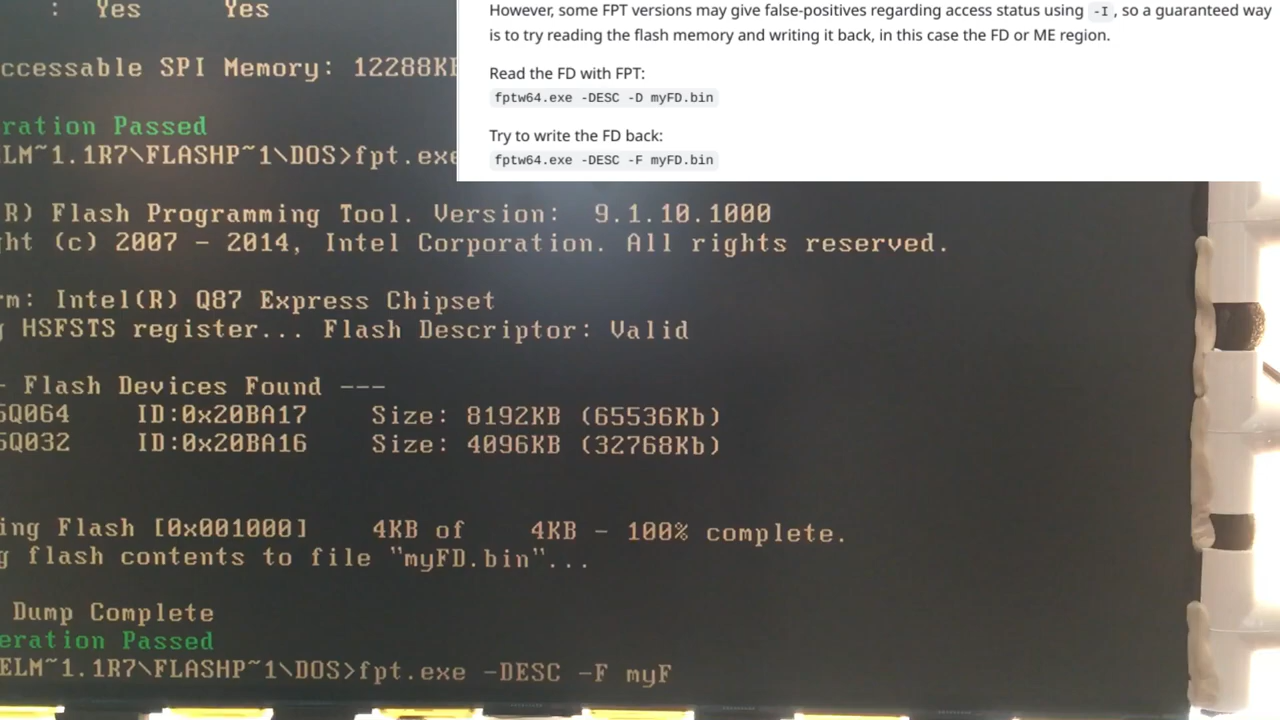 : Yes Yes
ccessable SPI Memory: 12288K
ration Passed
LM~1.1R7\FLASHP~1\DOS>fpt.exe
However, some FPT versions may give false-positives regarding access status using -I, so a guaranteed way
is to try reading the flash memory and writing it back, in this case the FD or ME region.
Read the FD with FPT:
fptw64.exe -DESC -D myFD.bin
Try to write the FD back:
fptw64.exe -DESC -F myFD.bin
R) Flash Programming Tool. Version: 9.1.10.1000
ht (c) 2007 - 2014, Intel Corporation. All rights reserved.
rm: Intel(R) Q87 Express Chipset
HSFSTS register... Flash Descriptor: Valid
- Flash Devices Found ---
5Q064 ID:0x20BA17 Size: 8192KB (65536Kb)
5Q032 ID:0x20BA16 Size: 4096KB (32768Kb)
ing Flash [0x001000] 4KB of 4KB - 100% complete.
g flash contents to file "myFD.bin"...
Dump Complete
eration Passed
ELM~1.1R7\FLASHP~1\DOS>fpt.exe -DESC -F myF